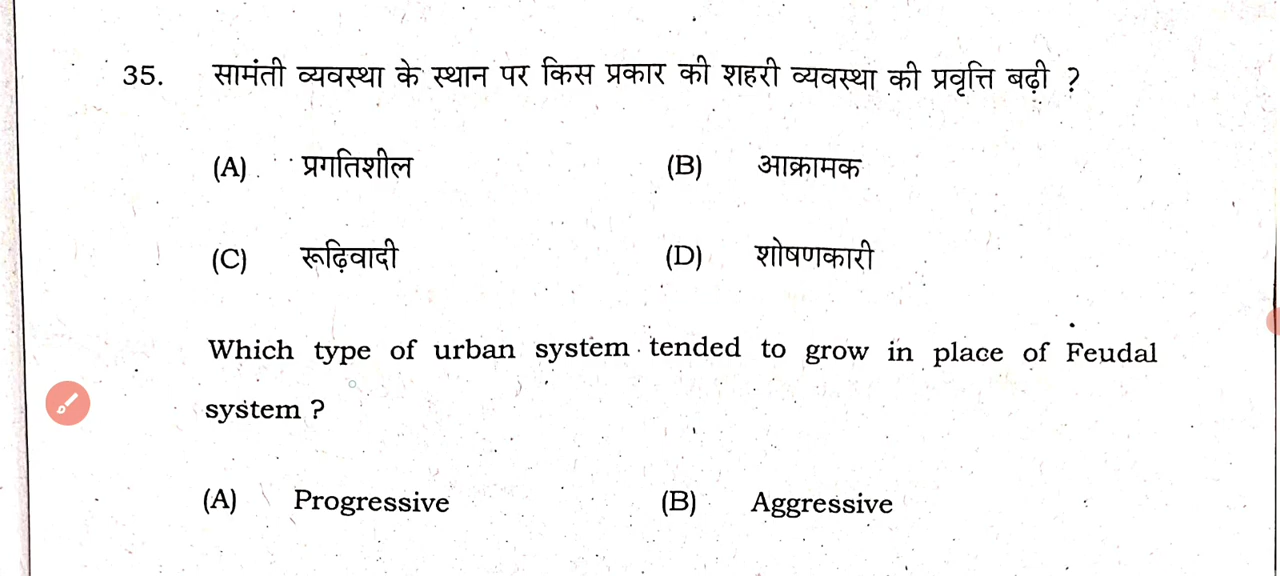 35. सामंती व्यवस्था के स्थान पर किस प्रकार की शहरी व्यवस्था की प्रवृत्ति बढ़ी ?
(A) प्रगतिशील (B) आक्रामक
(C) रूढ़िवादी (D) शोषणकारी
Which type of urban system tended to grow in place of Feudal
system ?
(A) Progressive (B) Aggressive